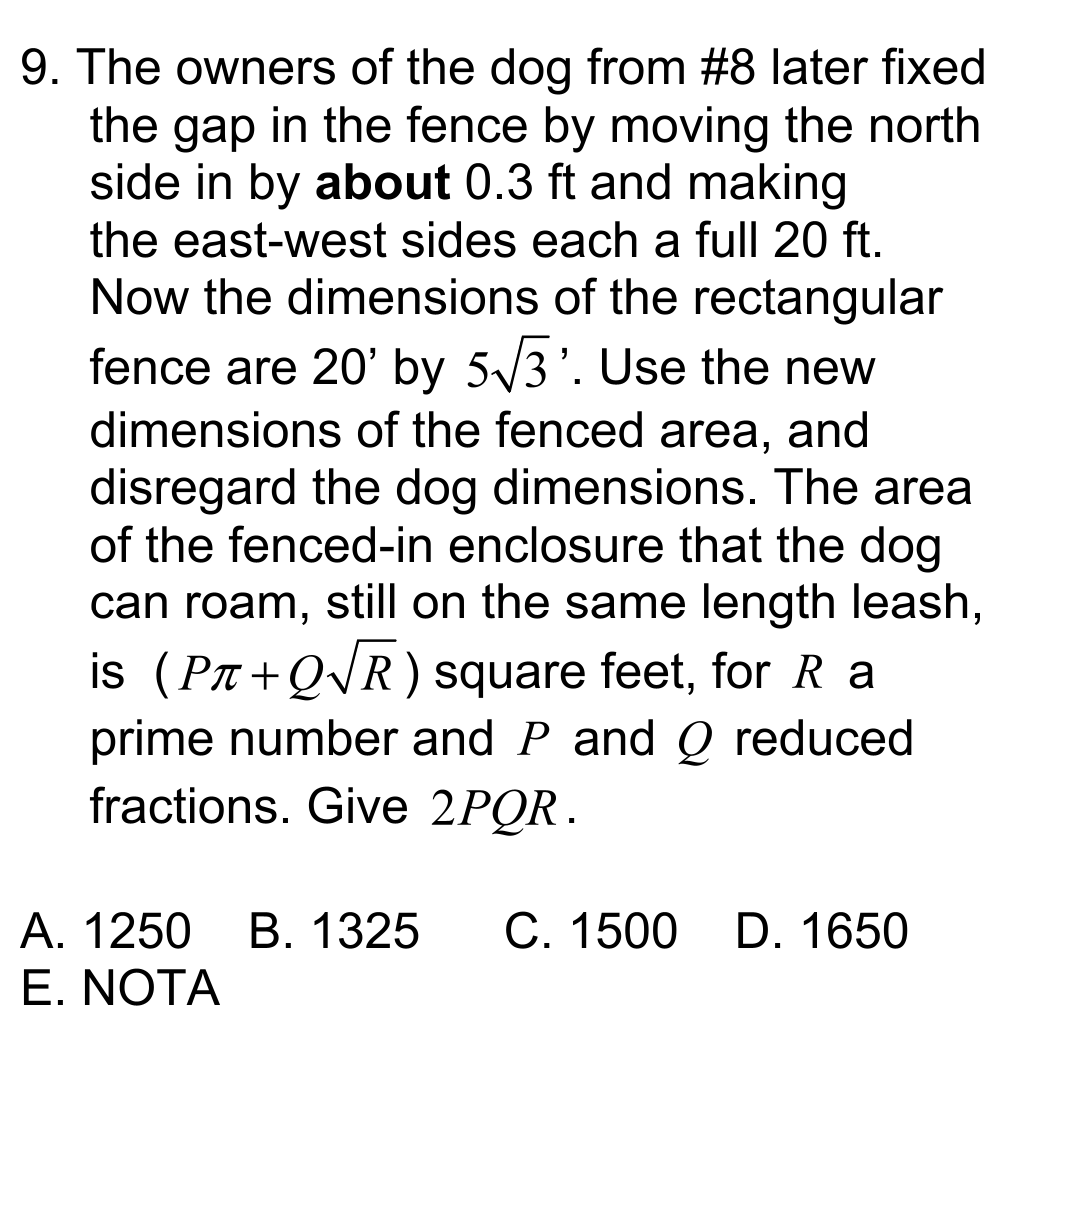 9. The owners of the dog from #8 later fixed
the gap in the fence by moving the north
side in by about 0.3 ft and making
the east-west sides each a full 20 ft.
Now the dimensions of the rectangular
fence are 20’ by 5√3 ’. Use the new
dimensions of the fenced area, and
disregard the dog dimensions. The area
of the fenced-in enclosure that the dog
can roam, still on the same length leash,
is (Pπ+Q√R) square feet, for R a
prime number and P and Q reduced
fractions. Give 2PQR.
A. 1250 B. 1325 C. 1500 D. 1650
E. NOTA